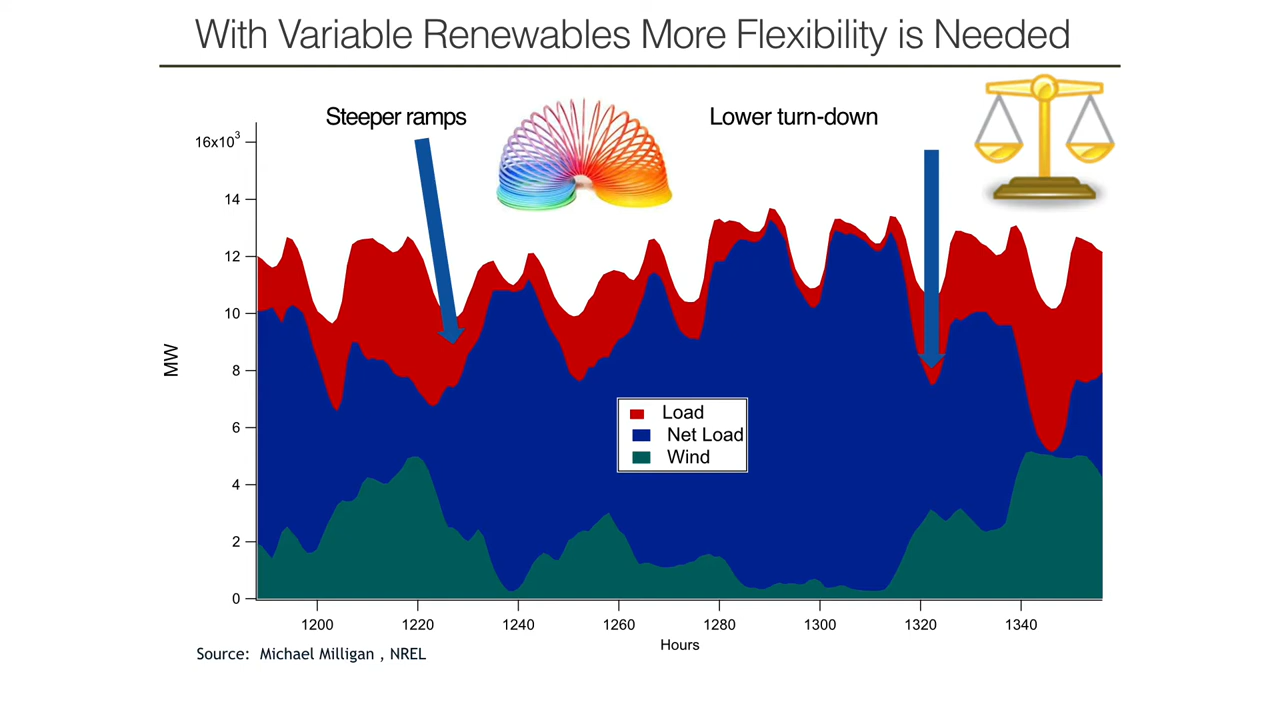 With Variable Renewables More Flexibility is Needed
Steeper ramps
Lower turn-down
16x10³
14
12
10
8
6
4
2
0
MW
Load
Net Load
Wind
1200 1220 1240 1260 1280 1300 1320 1340
Hours
Source: Michael Milligan , NREL